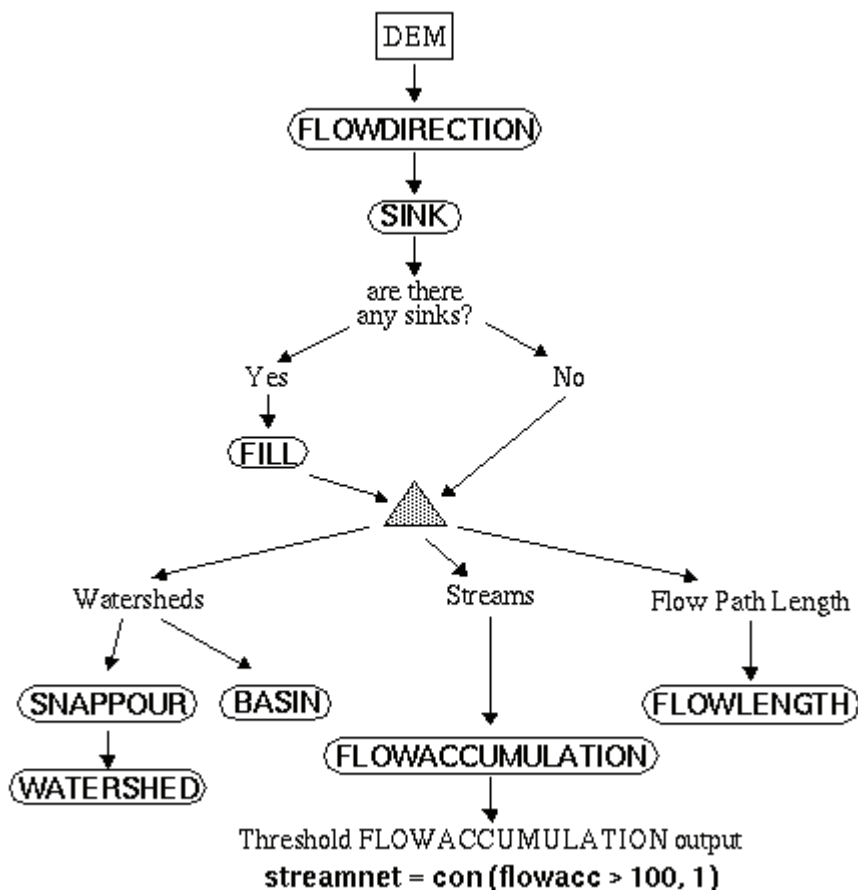 DEM
FLOWDIRECTION
SINK
are there
any sinks?
Yes
No
FILL
Watersheds
Streams
Flow Path Length
SNAPPOUR
BASIN
FLOWLENGTH
FLOWACCUMULATION
WATERSHED
Threshold FLOWACCUMULATION output
streamnet = con (flowacc > 100, 1)